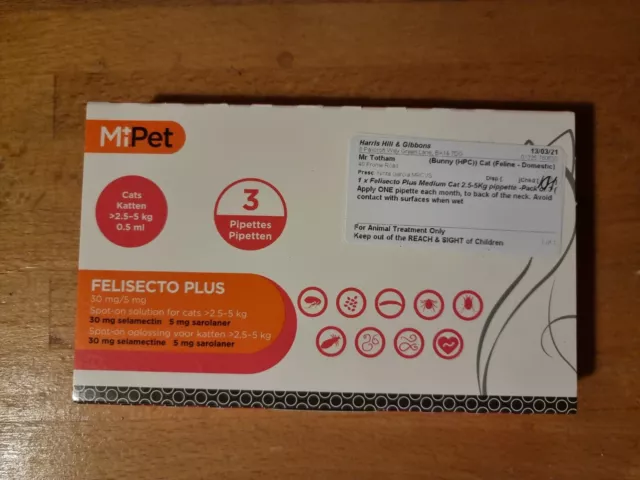 MiPet
Cats
Katten
>2.5–5 kg
0.5 ml
3
Pipettes
Pipetten
Harris Hill & Gibbons
13/03/21
Mr Totham
(Bunny (HPC)) Cat (Feline - Domestic)
1 x Felisecto Plus Medium Cat 2.5-5Kg pippette -Pack of 3
Apply ONE pipette each month, to back of the neck. Avoid
contact with surfaces when wet
For Animal Treatment Only
Keep out of the REACH & SIGHT of Children
FELISECTO PLUS
30 mg/5 mg
Spot-on solution for cats >2.5–5 kg
30 mg selamectin 5 mg sarolaner
Spot-on oplossing voor katten >2.5–5 kg
30 mg selamectine 5 mg sarolaner